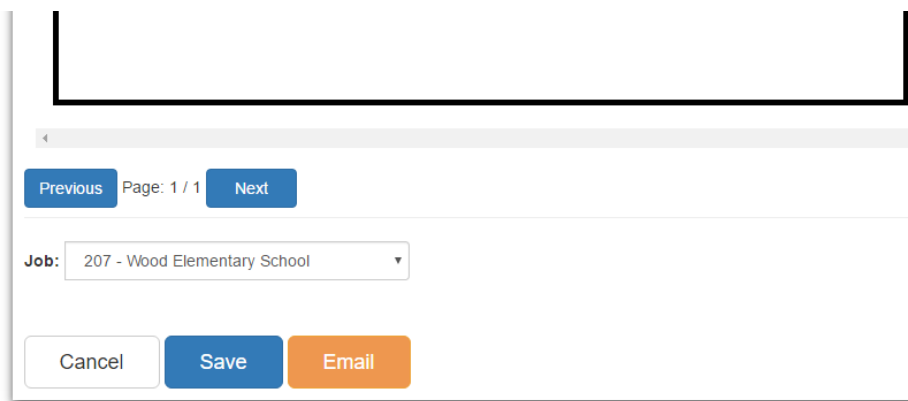 Previous Page: 1 / 1 Next
Job: 207 - Wood Elementary School
Cancel Save Email